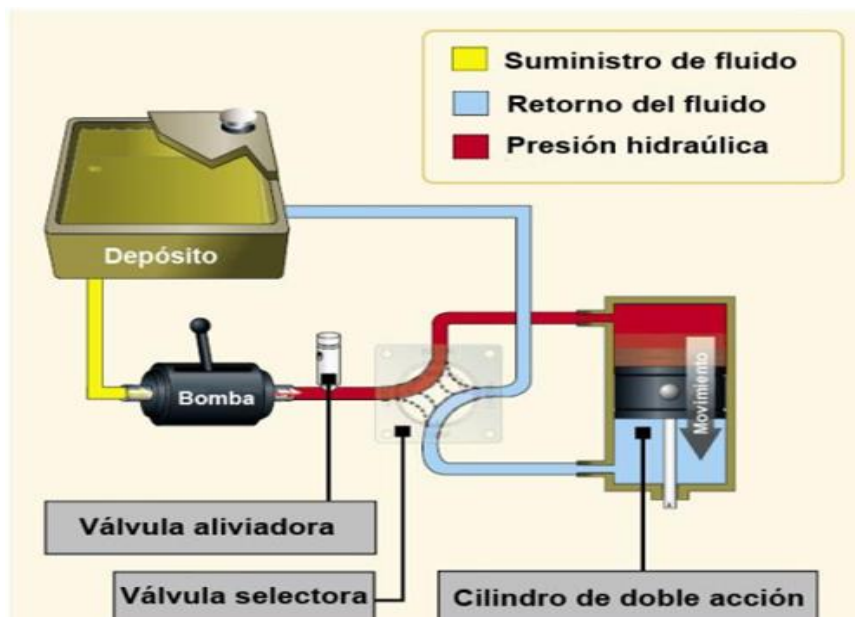 Suministro de fluido
Retorno del fluido
Presión hidraúlica
Depósito
Bomba
Movimiento
Válvula aliviadora
Válvula selectora
Cilindro de doble acción